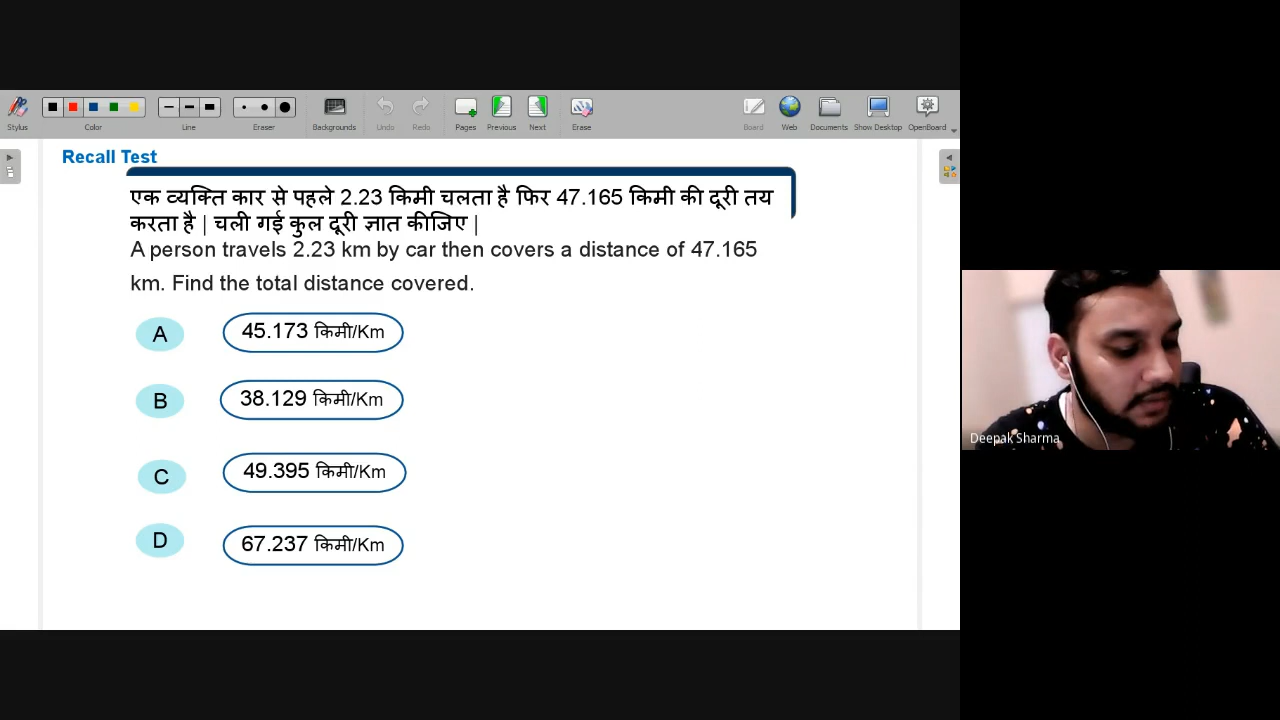 Stylus Color Line Eraser Backgrounds Undo Redo Pages Previous Next Erase Board Web Documents Show Desktop OpenBoard
Recall Test
एक व्यक्ति कार से पहले 2.23 किमी चलता है फिर 47.165 किमी की दूरी तय
करता है | चली गई कुल दूरी ज्ञात कीजिए |
A person travels 2.23 km by car then covers a distance of 47.165
km. Find the total distance covered.
A 45.173 किमी/Km
B 38.129 किमी/Km
C 49.395 किमी/Km
D 67.237 किमी/Km
Deepak Sharma